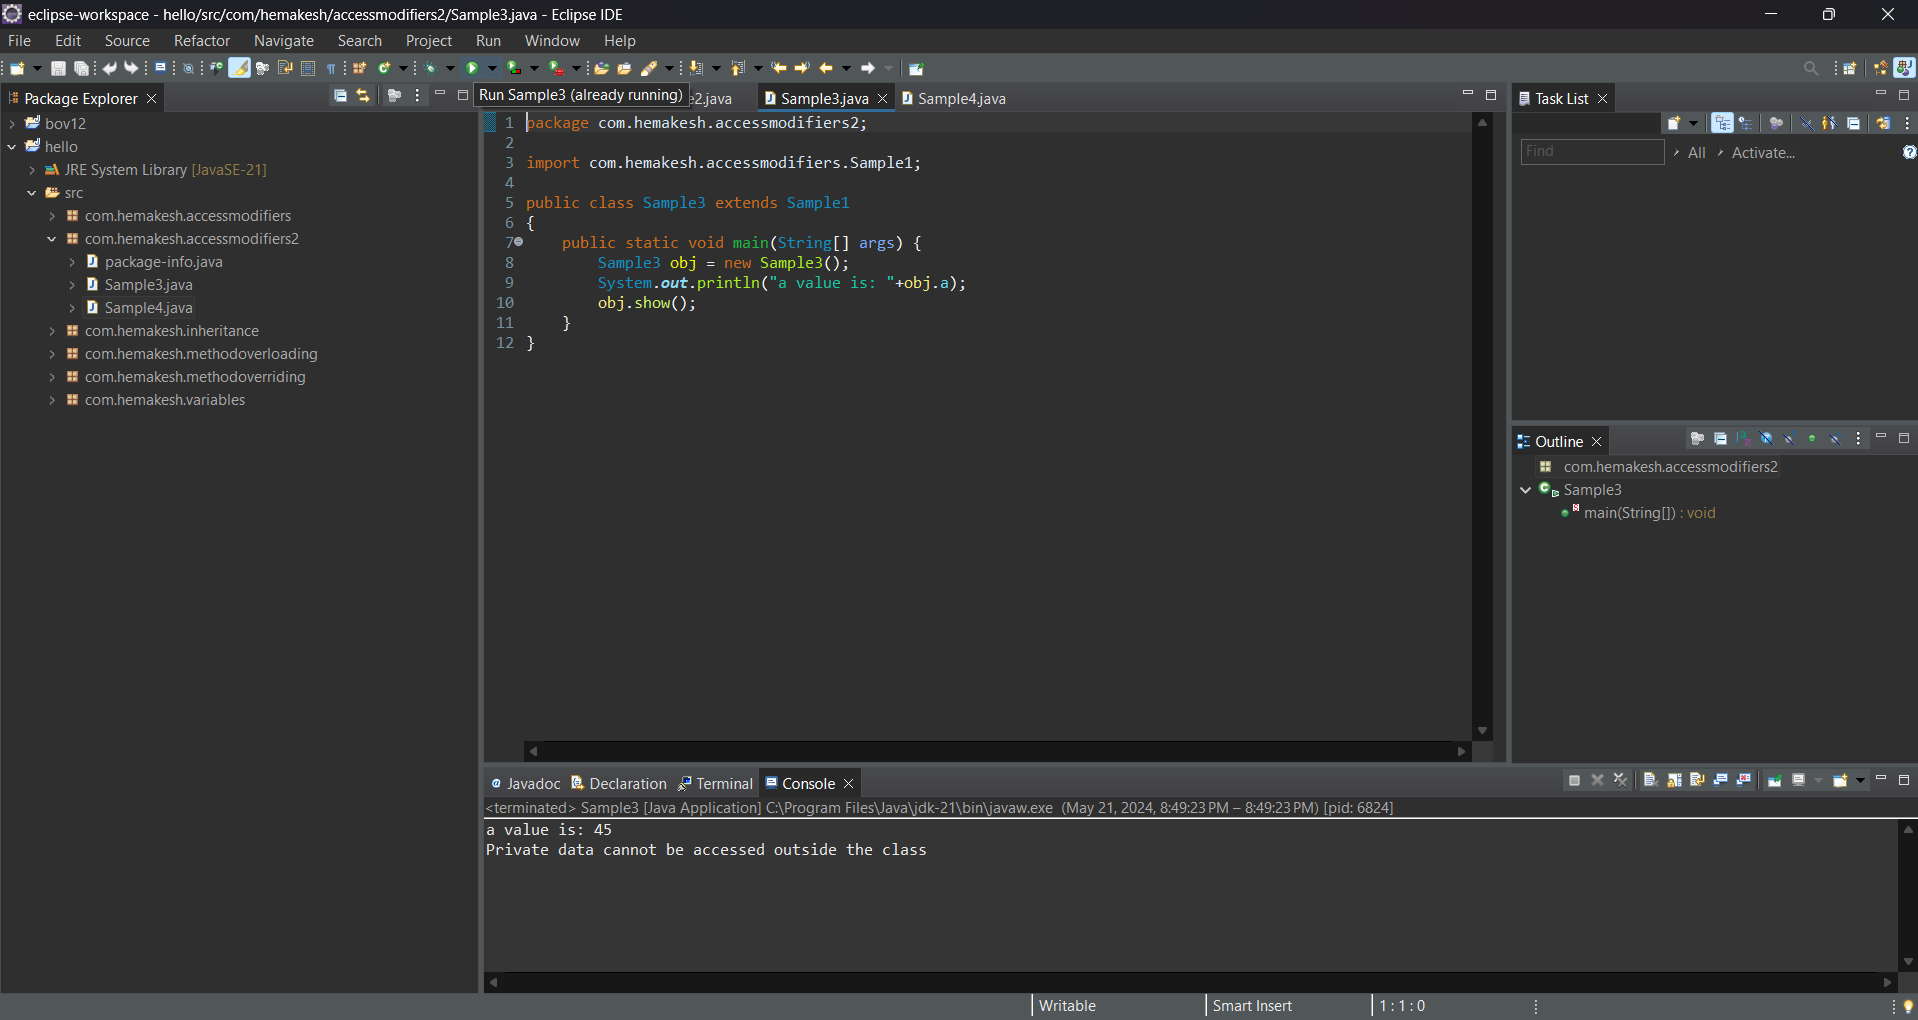 eclipse-workspace - hello/src/com/hemakesh/accessmodifiers2/Sample3.java - Eclipse IDE
File Edit Source Refactor Navigate Search Project Run Window Help
Package Explorer
bov12
hello
JRE System Library [JavaSE-21]
src
com.hemakesh.accessmodifiers
com.hemakesh.accessmodifiers2
package-info.java
Sample3.java
Sample4.java
com.hemakesh.inheritance
com.hemakesh.methodoverloading
com.hemakesh.methodoverriding
com.hemakesh.variables
Run Sample3 (already running)
e2.java Sample3.java Sample4.java
1 package com.hemakesh.accessmodifiers2;
2
3 import com.hemakesh.accessmodifiers.Sample1;
4
5 public class Sample3 extends Sample1
6 {
7 public static void main(String[] args) {
8 Sample3 obj = new Sample3();
9 System.out.println("a value is: "+obj.a);
10 obj.show();
11 }
12 }
Task List
Find All Activate...
Outline
com.hemakesh.accessmodifiers2
Sample3
main(String[]) : void
Javadoc Declaration Terminal Console
<terminated> Sample3 [Java Application] C:\Program Files\Java\jdk-21\bin\javaw.exe (May 21, 2024, 8:49:23 PM – 8:49:23 PM) [pid: 6824]
a value is: 45
Private data cannot be accessed outside the class
Writable Smart Insert 1 : 1 : 0